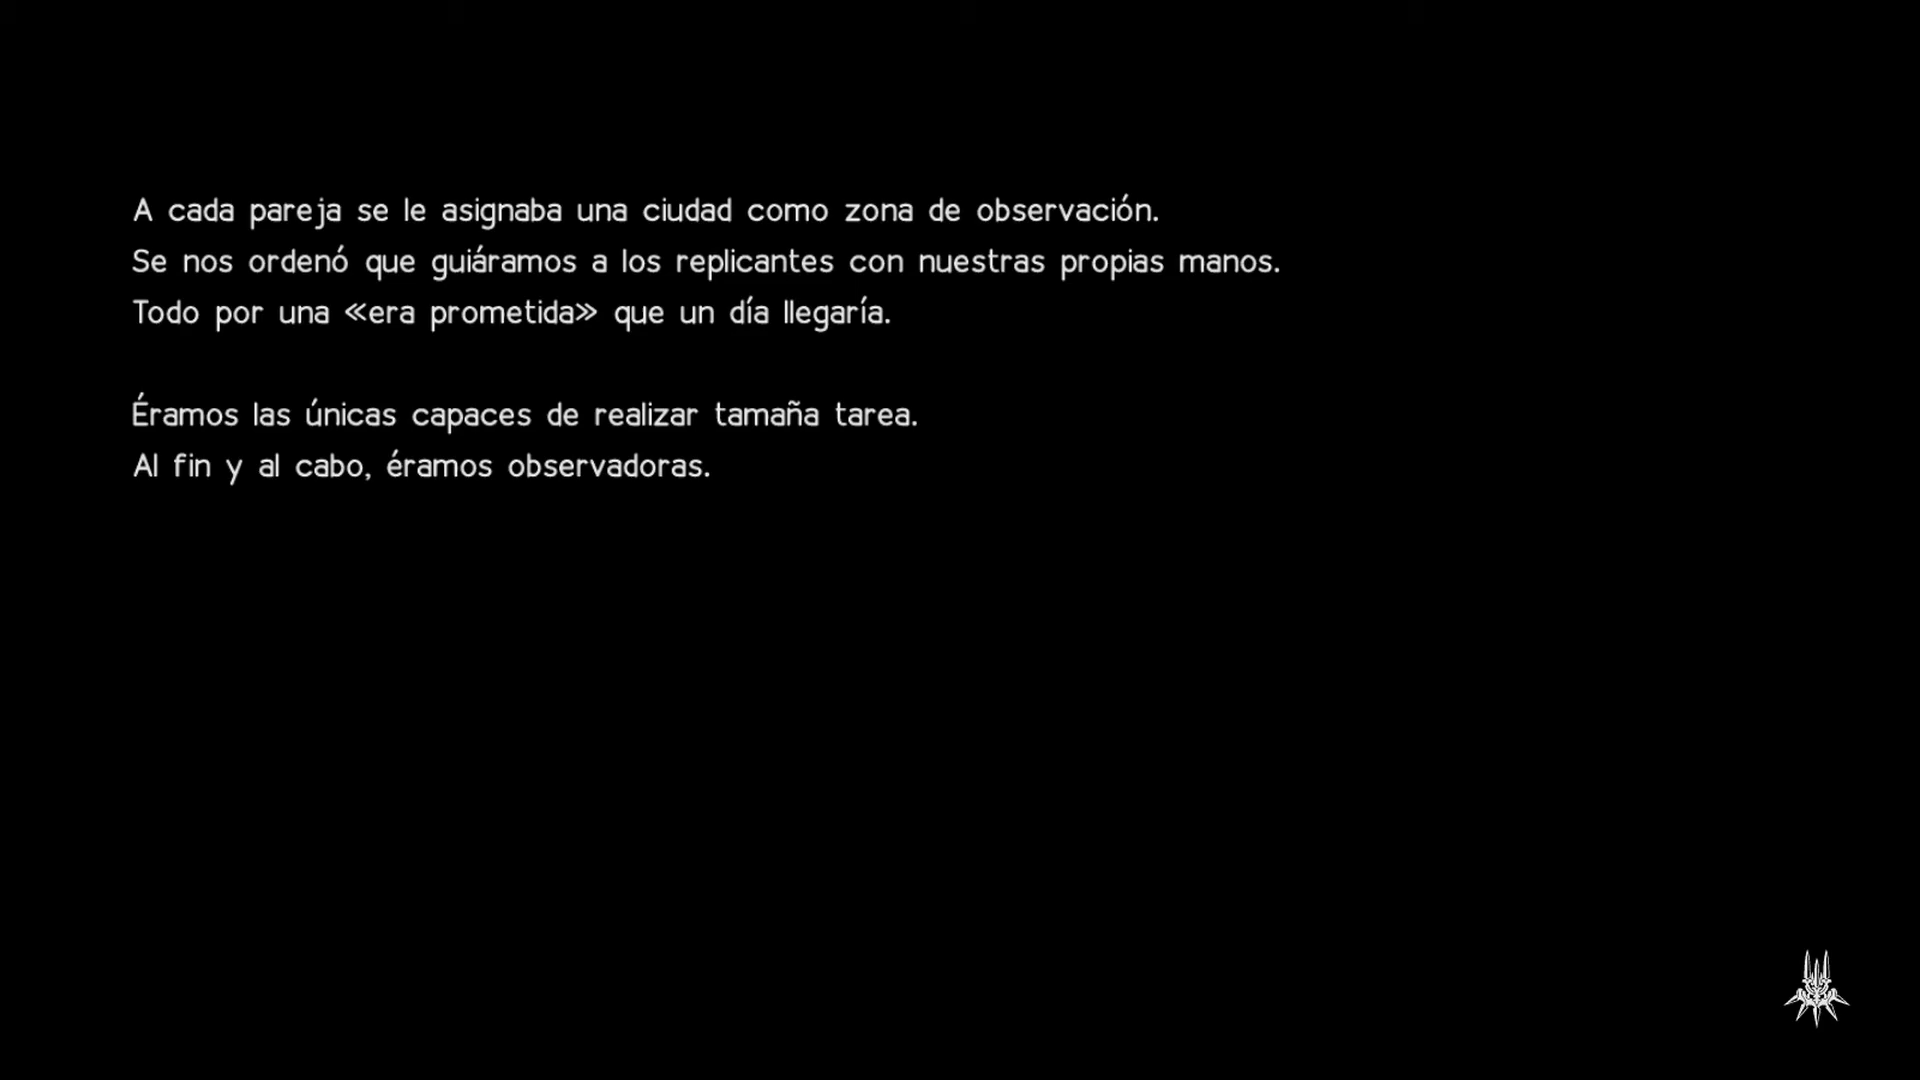 A cada pareja se le asignaba una ciudad como zona de observación.
Se nos ordenó que guiáramos a los replicantes con nuestras propias manos.
Todo por una «era prometida» que un día llegaría.
Éramos las únicas capaces de realizar tamaña tarea.
Al fin y al cabo, éramos observadoras.